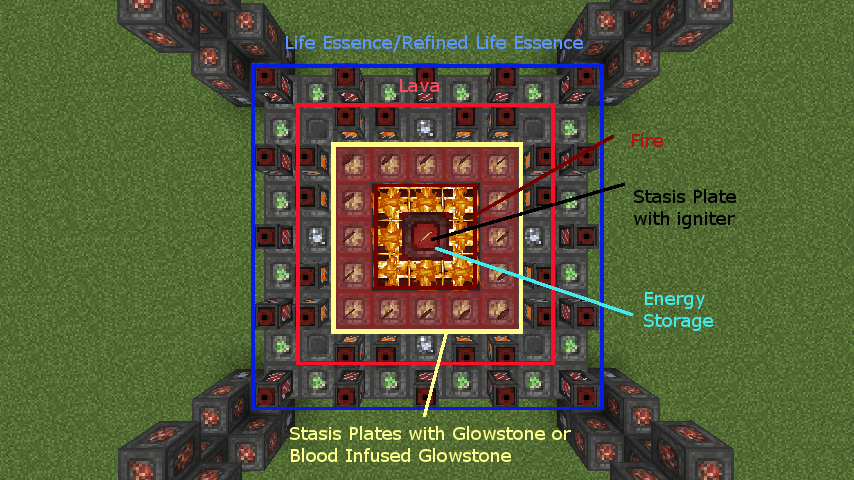 Life Essence/Refined Life Essence
Lava
Fire
Stasis Plate
with igniter
Energy
Storage
Stasis Plates with Glowstone or
Blood Infused Glowstone